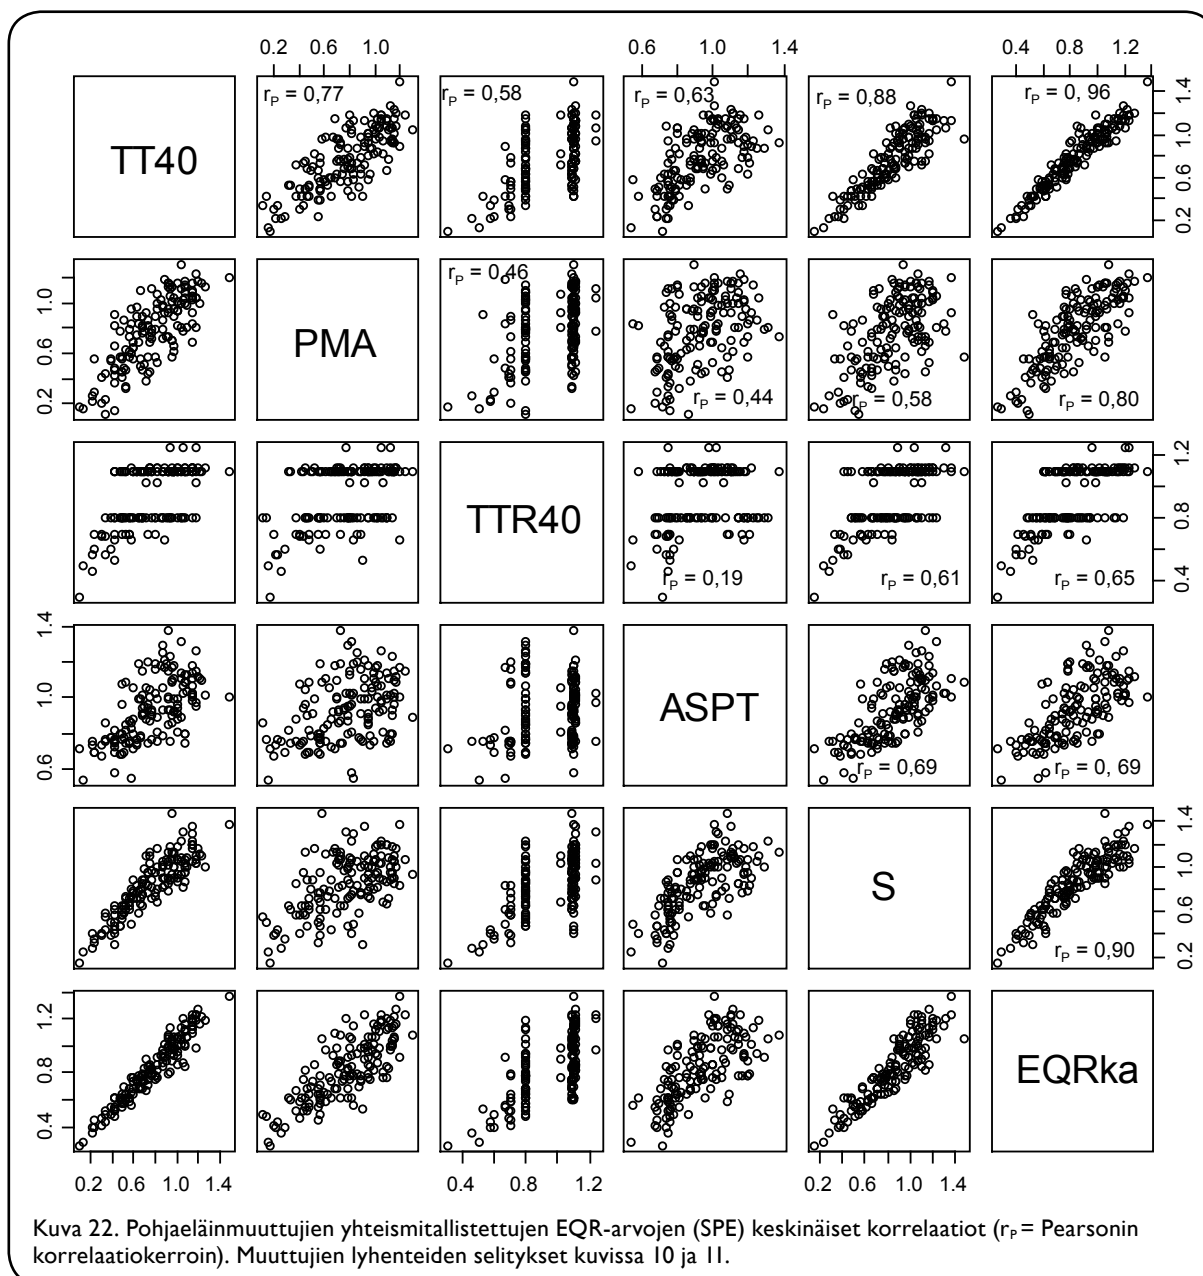 0.2 0.6 1.0 0.6 1.0 1.4 0.4 0.8 1.2
TT40 rP = 0,77 rP = 0,58 rP = 0,63 rP = 0,88 rP = 0, 96 0.2 0.6 1.0 1.4
0.2 0.6 1.0 PMA rP = 0,46 rP = 0,44 rP = 0,58 rP = 0,80
TTR40 rP = 0,19 rP = 0,61 rP = 0,65 0.4 0.8 1.2
0.6 1.0 1.4 ASPT rP = 0,69 rP = 0, 69
S rP = 0,90 0.2 0.6 1.0 1.4
0.4 0.8 1.2 EQRka
0.2 0.6 1.0 1.4 0.4 0.8 1.2 0.2 0.6 1.0 1.4
Kuva 22. Pohjaeläinmuuttujien yhteismitallistettujen EQR-arvojen (SPE) keskinäiset korrelaatiot (rP = Pearsonin
korrelaatiokerroin). Muuttujien lyhenteiden selitykset kuvissa 10 ja 11.